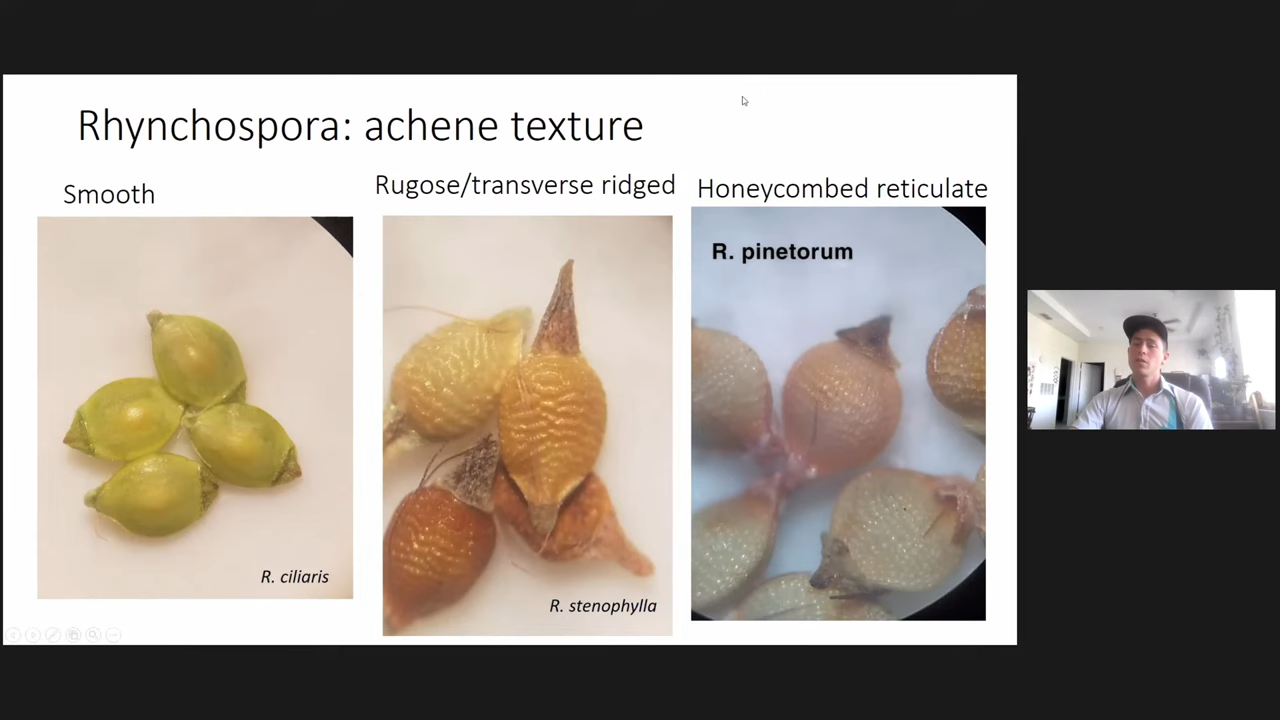 Rhynchospora: achene texture
Smooth
Rugose/transverse ridged
Honeycombed reticulate
R. pinetorum
R. ciliaris
R. stenophylla